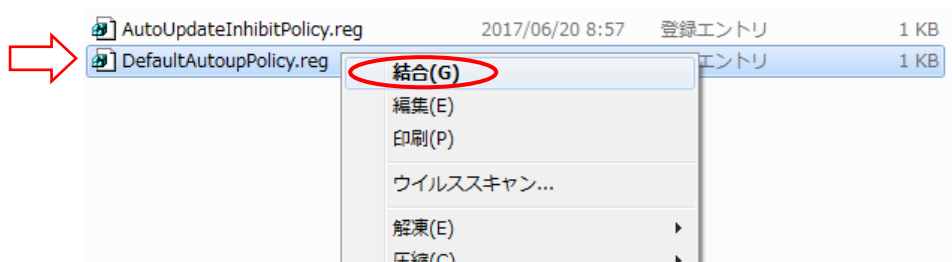 AutoUpdateInhibitPolicy.reg 2017/06/20 8:57 登録エントリ 1 KB
DefaultAutoupPolicy.reg エントリ 1 KB
結合(G)
編集(E)
印刷(P)
ウイルススキャン...
解凍(E)
圧縮(C)